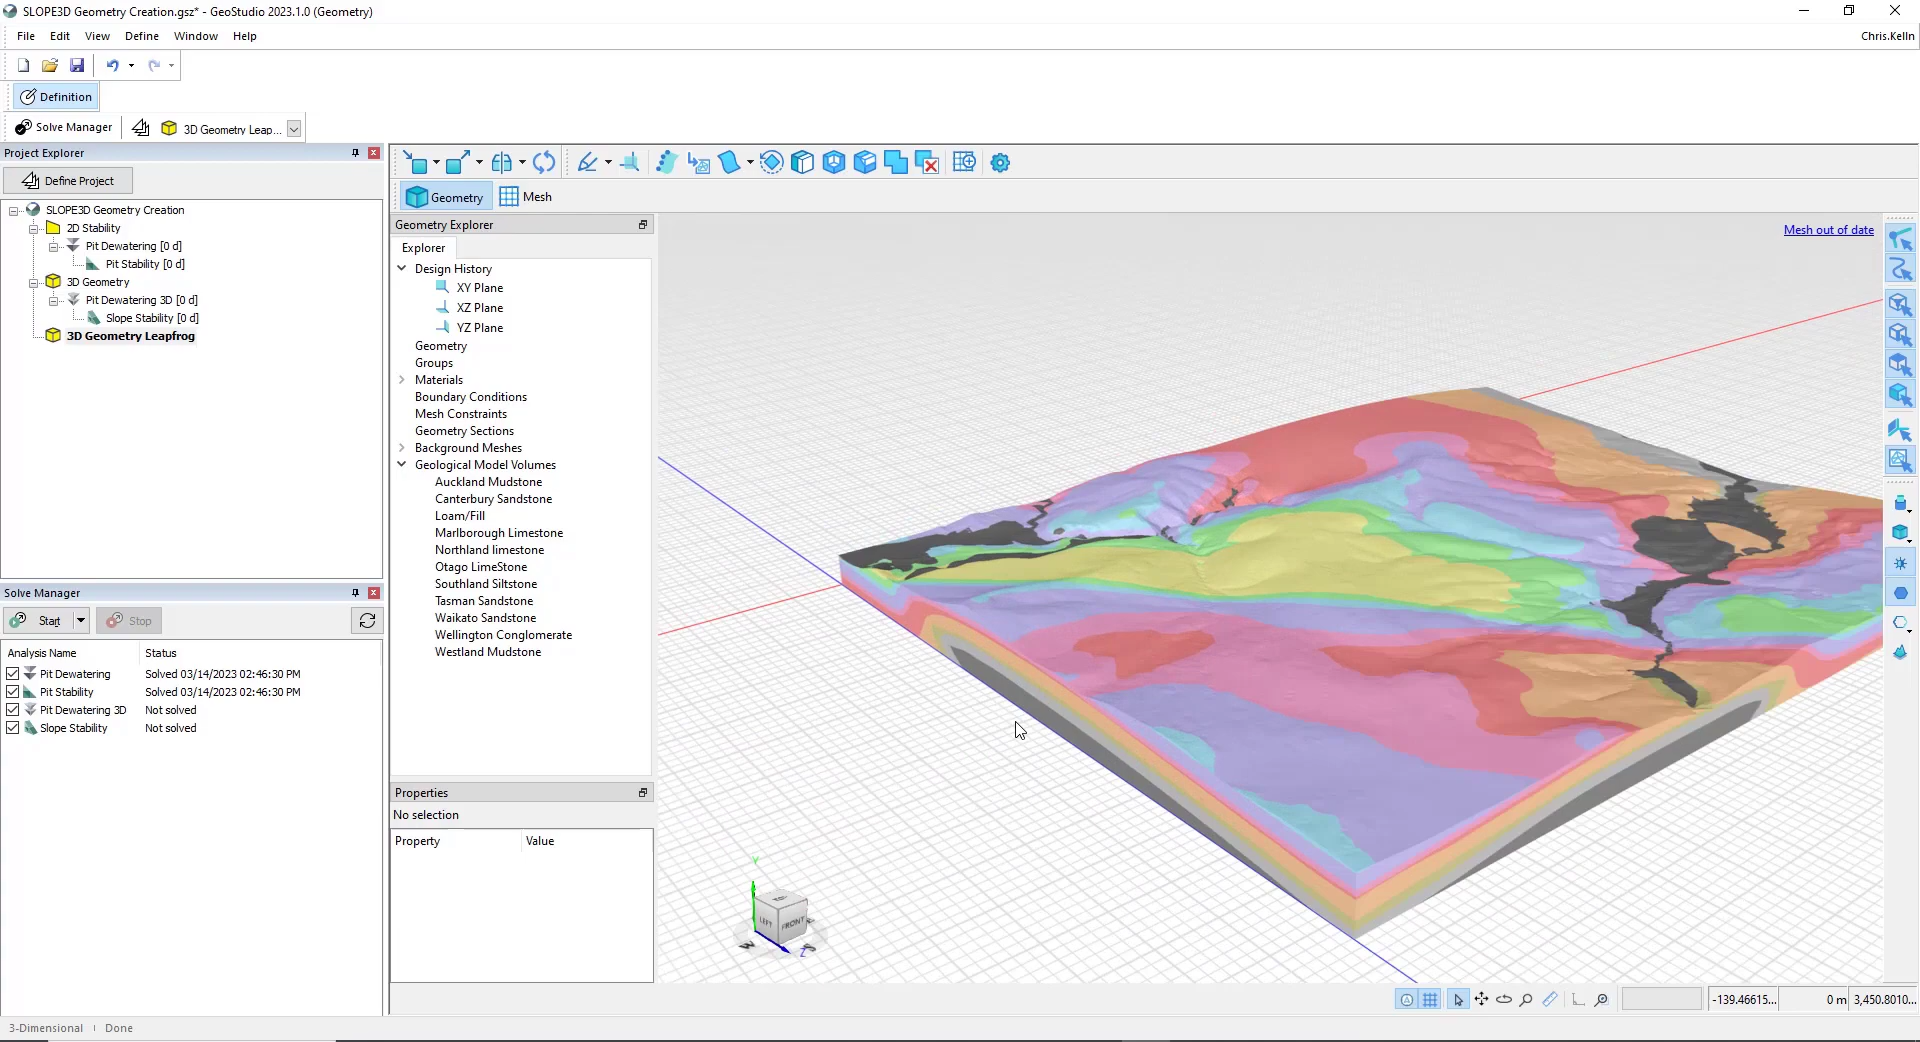 SLOPE3D Geometry Creation.gsz* - GeoStudio 2023.1.0 (Geometry)
File Edit View Define Window Help
Chris.Kelln
Definition
Solve Manager 3D Geometry Leap...
Project Explorer
Define Project
SLOPE3D Geometry Creation
2D Stability
Pit Dewatering [0 d]
Pit Stability [0 d]
3D Geometry
Pit Dewatering 3D [0 d]
Slope Stability [0 d]
3D Geometry Leapfrog
Solve Manager
Start Stop
Analysis Name Status
Pit Dewatering Solved 03/14/2023 02:46:30 PM
Pit Stability Solved 03/14/2023 02:46:30 PM
Pit Dewatering 3D Not solved
Slope Stability Not solved
Geometry Mesh
Geometry Explorer
Explorer
Design History
XY Plane
XZ Plane
YZ Plane
Geometry
Groups
Materials
Boundary Conditions
Mesh Constraints
Geometry Sections
Background Meshes
Geological Model Volumes
Auckland Mudstone
Canterbury Sandstone
Loam/Fill
Marlborough Limestone
Northland limestone
Otago LimeStone
Southland Siltstone
Tasman Sandstone
Waikato Sandstone
Wellington Conglomerate
Westland Mudstone
Properties
No selection
Property Value
Mesh out of date
Y
LEFT FRONT
W
Z
-139.46615... 0 m 3,450.8010...
3-Dimensional Done